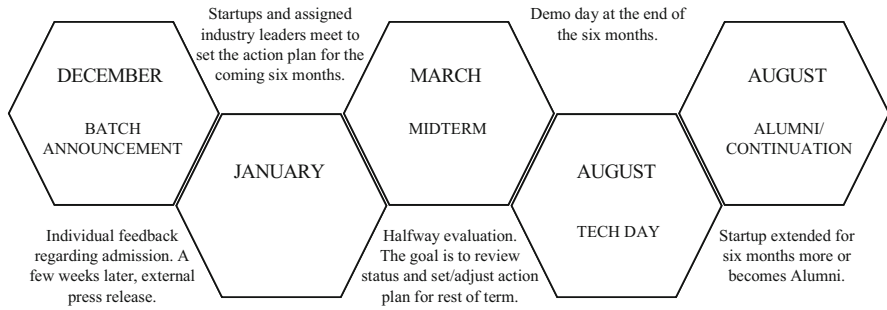 DECEMBER
BATCH
ANNOUNCEMENT
Individual feedback
regarding admission. A
few weeks later, external
press release.
Startups and assigned
industry leaders meet to
set the action plan for the
coming six months.
JANUARY
MARCH
MIDTERM
Halfway evaluation.
The goal is to review
status and set/adjust action
plan for rest of term.
Demo day at the end of
the six months.
AUGUST
TECH DAY
AUGUST
ALUMNI/
CONTINUATION
Startup extended for
six months more or
becomes Alumni.